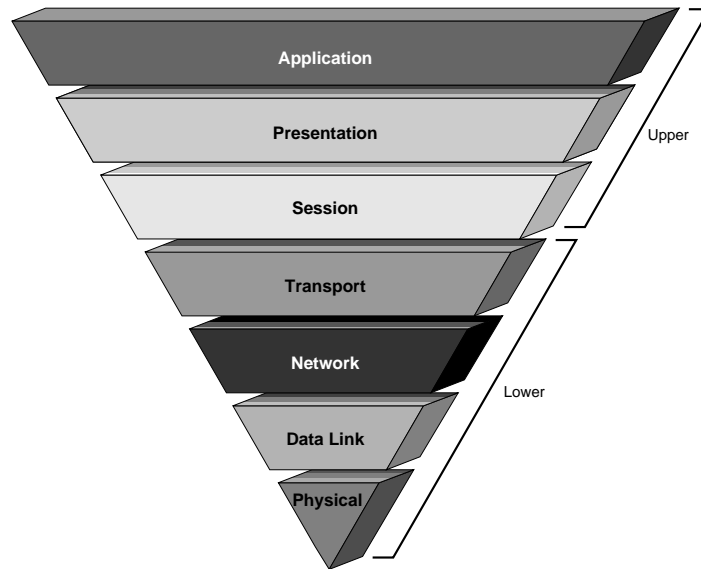 Application
Presentation
Upper
Session
Transport
Network
Lower
Data Link
Physical